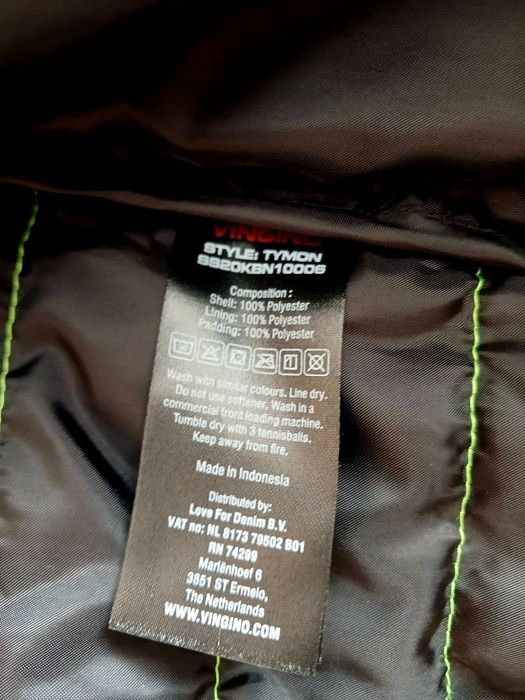 VINGINO
STYLE: TYMON
SS20KBN10006
Composition :
Shell: 100% Polyester
Lining: 100% Polyester
Padding: 100% Polyester
Wash with similar colours. Line dry.
Do not use softener. Wash in a
commercial front loading machine.
Tumble dry with 3 tennisballs.
Keep away from fire.
Made in Indonesia
Distributed by:
Love For Denim B.V.
VAT no: NL 8173 79502 B01
RN 74299
Mariënhoef 6
3851 ST Ermelo,
The Netherlands
WWW.VINGINO.COM